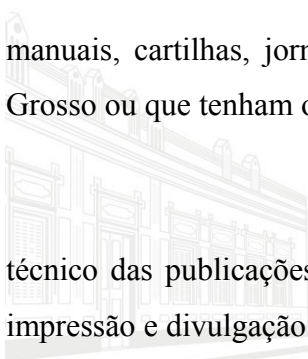 manuais, cartilhas, jorn
Grosso ou que tenham o
técnico das publicações
impressão e divulgação